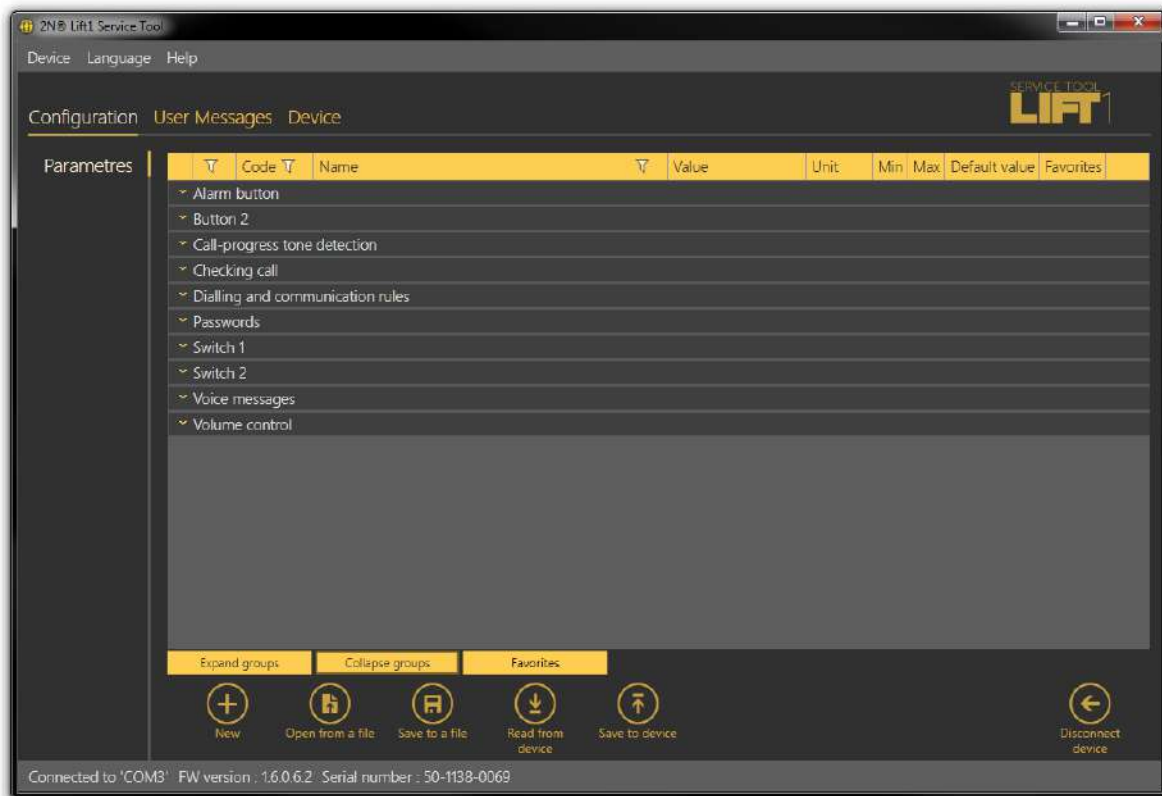 2N® Lift1 Service Tool
Device Language Help
SERVICE TOOL
LIFT1
Configuration User Messages Device
Parametres
Code Name Value Unit Min Max Default value Favorites
Alarm button
Button 2
Call-progress tone detection
Checking call
Dialling and communication rules
Passwords
Switch 1
Switch 2
Voice messages
Volume control
Expand groups Collapse groups Favorites
New Open from a file Save to a file Read from device Save to device Disconnect device
Connected to 'COM3' FW version : 1.6.0.6.2 Serial number : 50-1138-0069